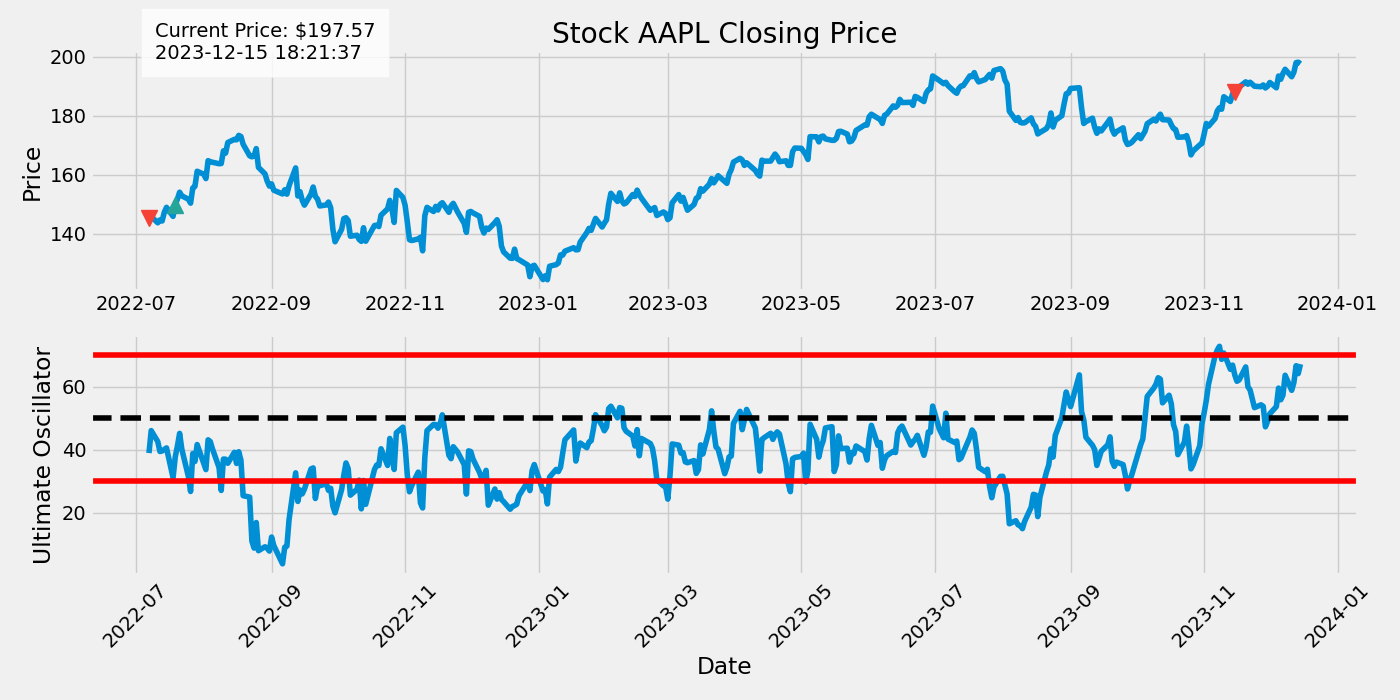 Current Price: $197.57
2023-12-15 18:21:37
Stock AAPL Closing Price
Price
200
180
160
140
2022-07 2022-09 2022-11 2023-01 2023-03 2023-05 2023-07 2023-09 2023-11 2024-01
Ultimate Oscillator
60
40
20
2022-07 2022-09 2022-11 2023-01 2023-03 2023-05 2023-07 2023-09 2023-11 2024-01
Date